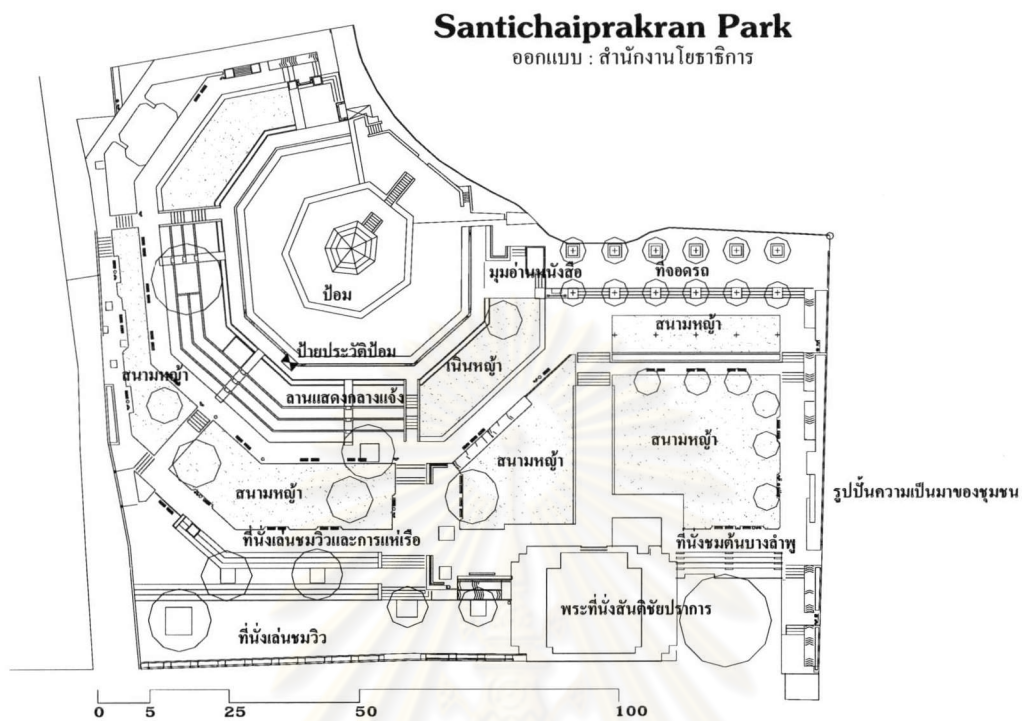 Santichaiprakran Park
ออกแบบ : สำนักงานโยธาธิการ
มุมอ่านหนังสือ
ที่จอดรถ
ป้อม
สนามหญ้า
ป้ายประวัติป้อม
เนินหญ้า
สนามหญ้า
ลานแสดงกลางแจ้ง
สนามหญ้า
สนามหญ้า
สนามหญ้า
รูปปั้นความเป็นมาของชุมชน
ที่นั่งเล่นชมวิวและการแห่เรือ
ที่นั่งชมต้นบางลำพู
พระที่นั่งสันติชัยปราการ
ที่นั่งเล่นชมวิว
0 5 25 50 100